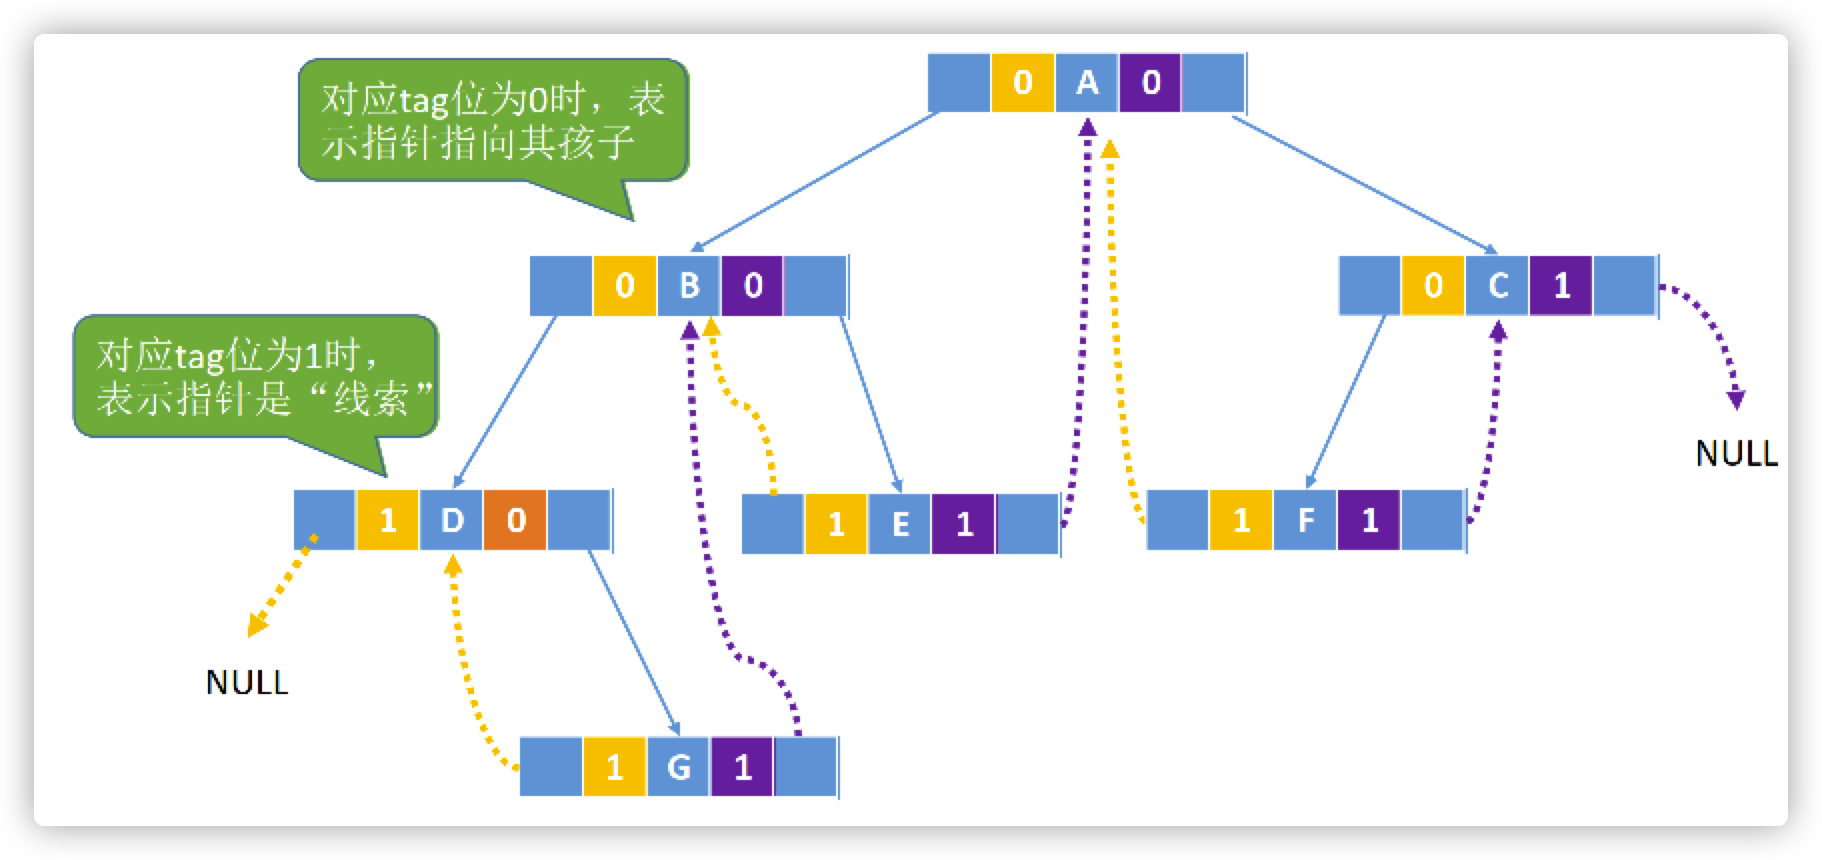 对应tag位为0时，表
示指针指向其孩子
0 A 0
0 B 0
0 C 1
对应tag位为1时，
表示指针是“线索”
NULL
1 D 0
1 E 1
1 F 1
NULL
1 G 1